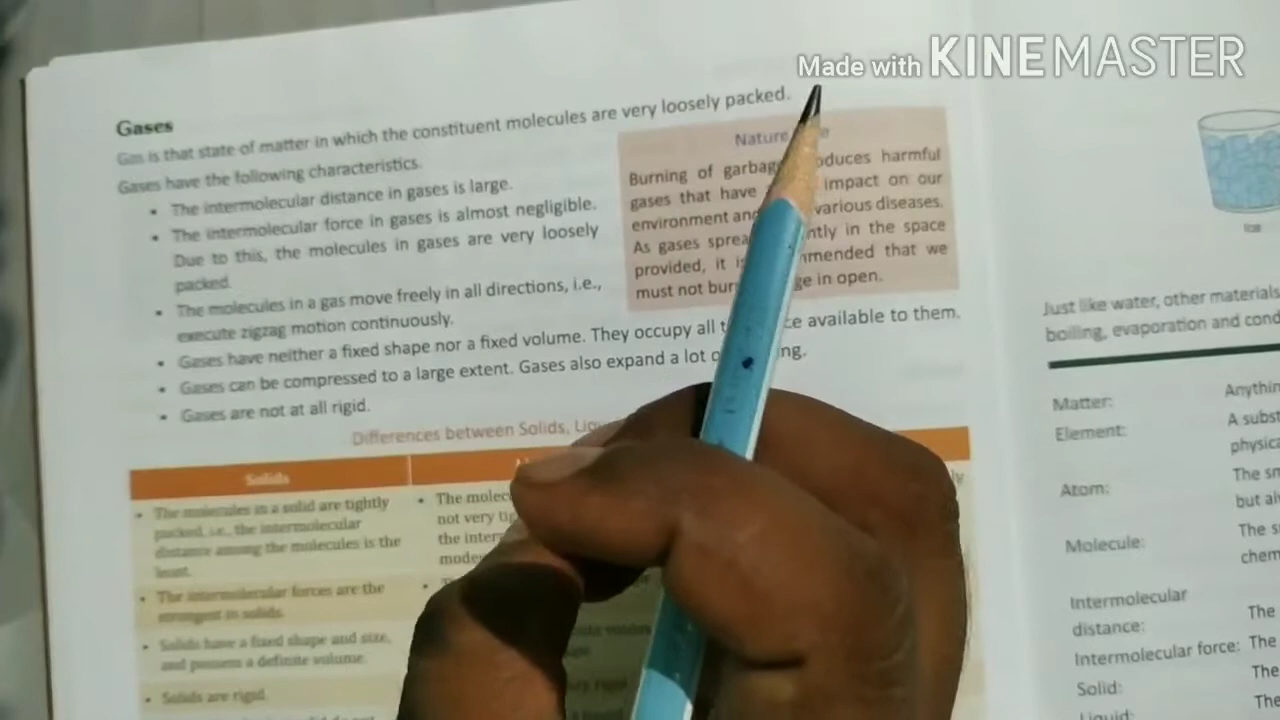 Made with KINEMASTER
Gases
Gas is that state of matter in which the constituent molecules are very loosely packed.
Gases have the following characteristics.
• The intermolecular distance in gases is large.
• The intermolecular force in gases is almost negligible.
Due to this, the molecules in gases are very loosely
packed.
• The molecules in a gas move freely in all directions, i.e.,
execute zigzag motion continuously.
Nature
Burning of garbag oduces harmful
gases that have impact on our
environment an various diseases.
As gases sprea ntly in the space
provided, it i mmended that we
must not bur ge in open.
• Gases have neither a fixed shape nor a fixed volume. They occupy all t ce available to them.
• Gases can be compressed to a large extent. Gases also expand a lot o ng.
• Gases are not at all rigid.
Differences between Solids, Liq
Solids
• The molecules in a solid are tightly
packed, i.e., the intermolecular
distance among the molecules is the
least.
• The intermolecular forces are the
strongest in solids.
• Solids have a fixed shape and size,
and possess a definite volume.
• Solids are rigid.
• The molec
not very tig
the inter
mode
Ice
Just like water, other materials
boiling, evaporation and cond
Matter: Anythin
Element: A subst
physica
Atom: The sm
but al
Molecule: The s
chem
Intermolecular
distance: The
Intermolecular force: The
Solid: The
Liquid: The